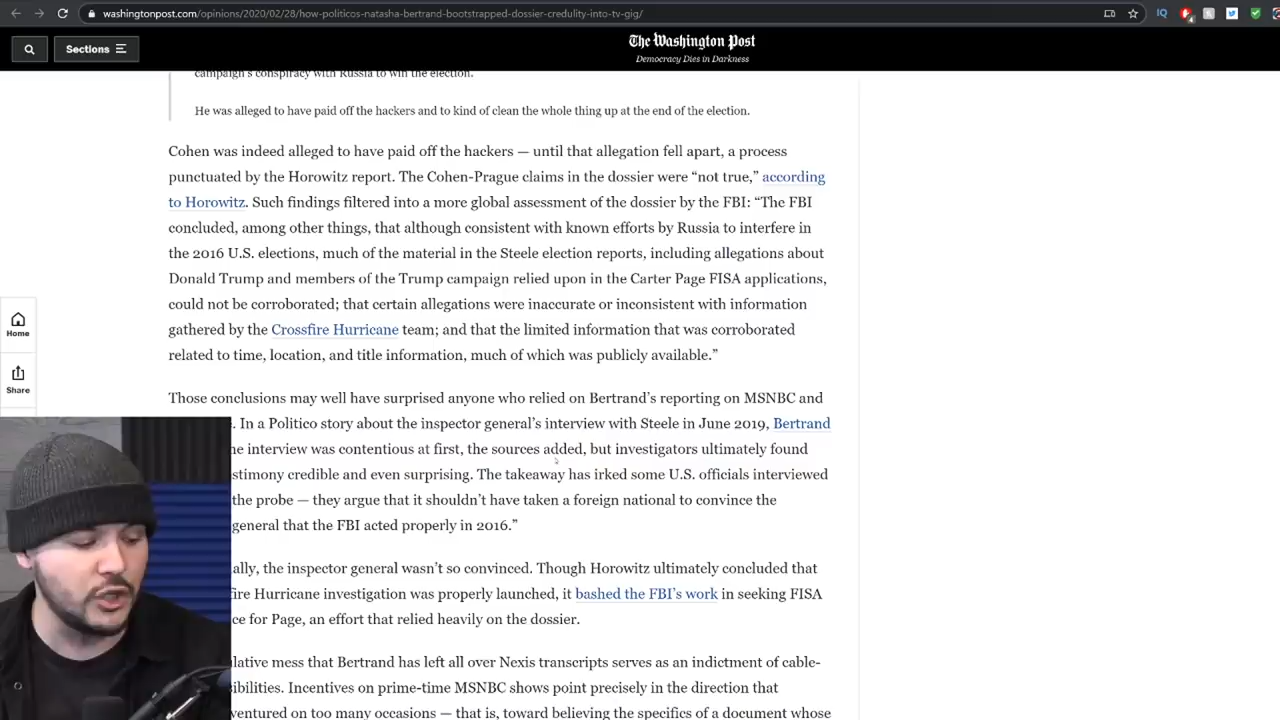 washingtonpost.com/opinions/2020/02/28/how-politicos-natasha-bertrand-bootstrapped-dossier-credulity-into-tv-gig/
IQ
Sections
The Washington Post
Democracy Dies in Darkness
campaign's conspiracy with Russia to win the election.
He was alleged to have paid off the hackers and to kind of clean the whole thing up at the end of the election.
Cohen was indeed alleged to have paid off the hackers — until that allegation fell apart, a process
punctuated by the Horowitz report. The Cohen-Prague claims in the dossier were “not true,” according
to Horowitz. Such findings filtered into a more global assessment of the dossier by the FBI: “The FBI
concluded, among other things, that although consistent with known efforts by Russia to interfere in
the 2016 U.S. elections, much of the material in the Steele election reports, including allegations about
Donald Trump and members of the Trump campaign relied upon in the Carter Page FISA applications,
could not be corroborated; that certain allegations were inaccurate or inconsistent with information
gathered by the Crossfire Hurricane team; and that the limited information that was corroborated
related to time, location, and title information, much of which was publicly available.”
Home
Share
Those conclusions may well have surprised anyone who relied on Bertrand’s reporting on MSNBC and
. In a Politico story about the inspector general’s interview with Steele in June 2019, Bertrand
ne interview was contentious at first, the sources added, but investigators ultimately found
stimony credible and even surprising. The takeaway has irked some U.S. officials interviewed
the probe — they argue that it shouldn’t have taken a foreign national to convince the
general that the FBI acted properly in 2016.”
ally, the inspector general wasn’t so convinced. Though Horowitz ultimately concluded that
fire Hurricane investigation was properly launched, it bashed the FBI’s work in seeking FISA
ce for Page, an effort that relied heavily on the dossier.
lative mess that Bertrand has left all over Nexis transcripts serves as an indictment of cable-
sibilities. Incentives on prime-time MSNBC shows point precisely in the direction that
ventured on too many occasions — that is, toward believing the specifics of a document whose